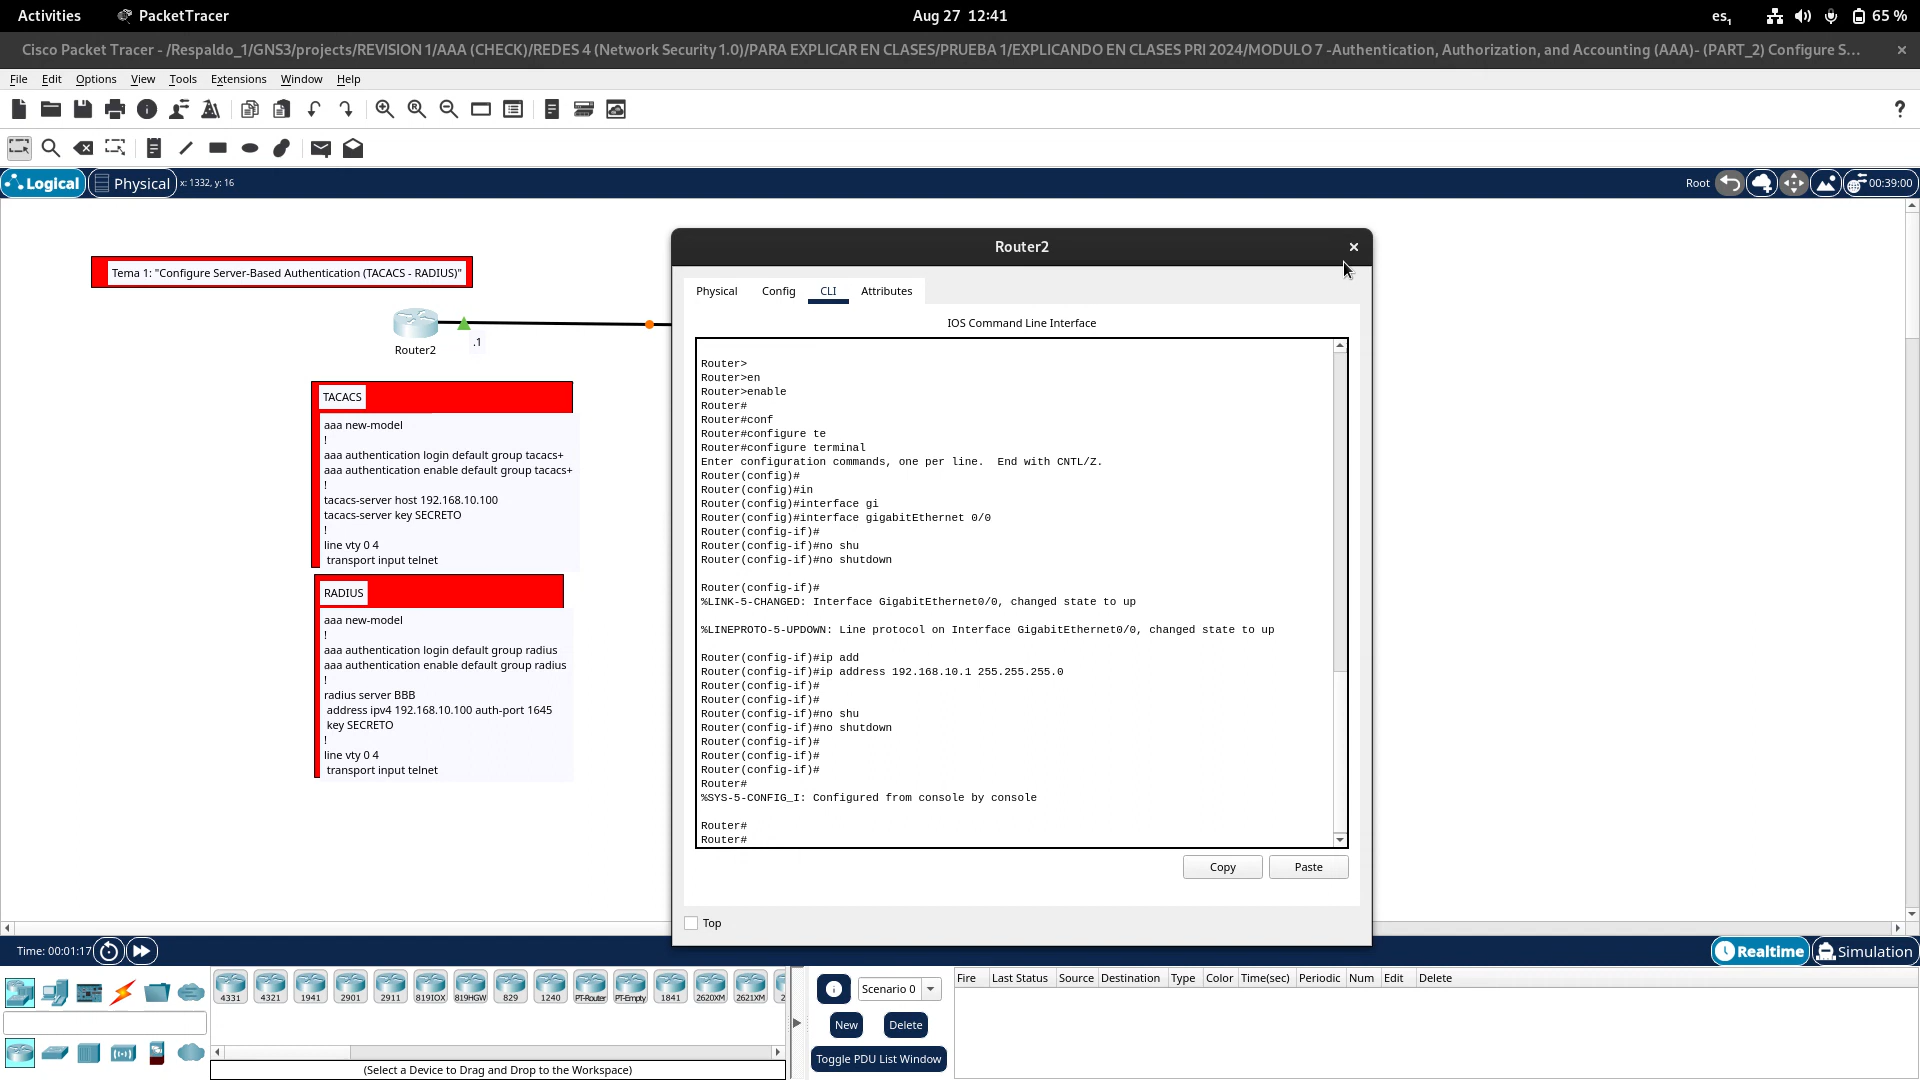 Activities PacketTracer Aug 27 12:41 es1 65 %
Cisco Packet Tracer - /Respaldo_1/GNS3/projects/REVISION 1/AAA (CHECK)/REDES 4 (Network Security 1.0)/PARA EXPLICAR EN CLASES/PRUEBA 1/EXPLICANDO EN CLASES PRI 2024/MODULO 7 -Authentication, Authorization, and Accounting (AAA)- (PART_2) Configure S...
File Edit Options View Tools Extensions Window Help
Logical Physical x: 1332, y: 16 Root 00:39:00
Tema 1: "Configure Server-Based Authentication (TACACS - RADIUS)"
Router2
.1
TACACS
aaa new-model
!
aaa authentication login default group tacacs+
aaa authentication enable default group tacacs+
!
tacacs-server host 192.168.10.100
tacacs-server key SECRETO
!
line vty 0 4
transport input telnet
RADIUS
aaa new-model
!
aaa authentication login default group radius
aaa authentication enable default group radius
!
radius server BBB
address ipv4 192.168.10.100 auth-port 1645
key SECRETO
!
line vty 0 4
transport input telnet
Router2
Physical Config CLI Attributes
IOS Command Line Interface
Router>
Router>en
Router>enable
Router#
Router#conf
Router#configure te
Router#configure terminal
Enter configuration commands, one per line. End with CNTL/Z.
Router(config)#
Router(config)#in
Router(config)#interface gi
Router(config)#interface gigabitEthernet 0/0
Router(config-if)#
Router(config-if)#no shu
Router(config-if)#no shutdown
Router(config-if)#
%LINK-5-CHANGED: Interface GigabitEthernet0/0, changed state to up
%LINEPROTO-5-UPDOWN: Line protocol on Interface GigabitEthernet0/0, changed state to up
Router(config-if)#ip add
Router(config-if)#ip address 192.168.10.1 255.255.255.0
Router(config-if)#
Router(config-if)#
Router(config-if)#no shu
Router(config-if)#no shutdown
Router(config-if)#
Router(config-if)#
Router(config-if)#
Router#
%SYS-5-CONFIG_I: Configured from console by console
Router#
Router#
Copy Paste
Top
Time: 00:01:17 Realtime Simulation
4331 4321 1941 2901 2911 819IOX 819HGW 829 1240 PT-Router PT-Empty 1841 2620XM 2621XM 2
(Select a Device to Drag and Drop to the Workspace)
Scenario 0
New Delete
Toggle PDU List Window
Fire Last Status Source Destination Type Color Time(sec) Periodic Num Edit Delete